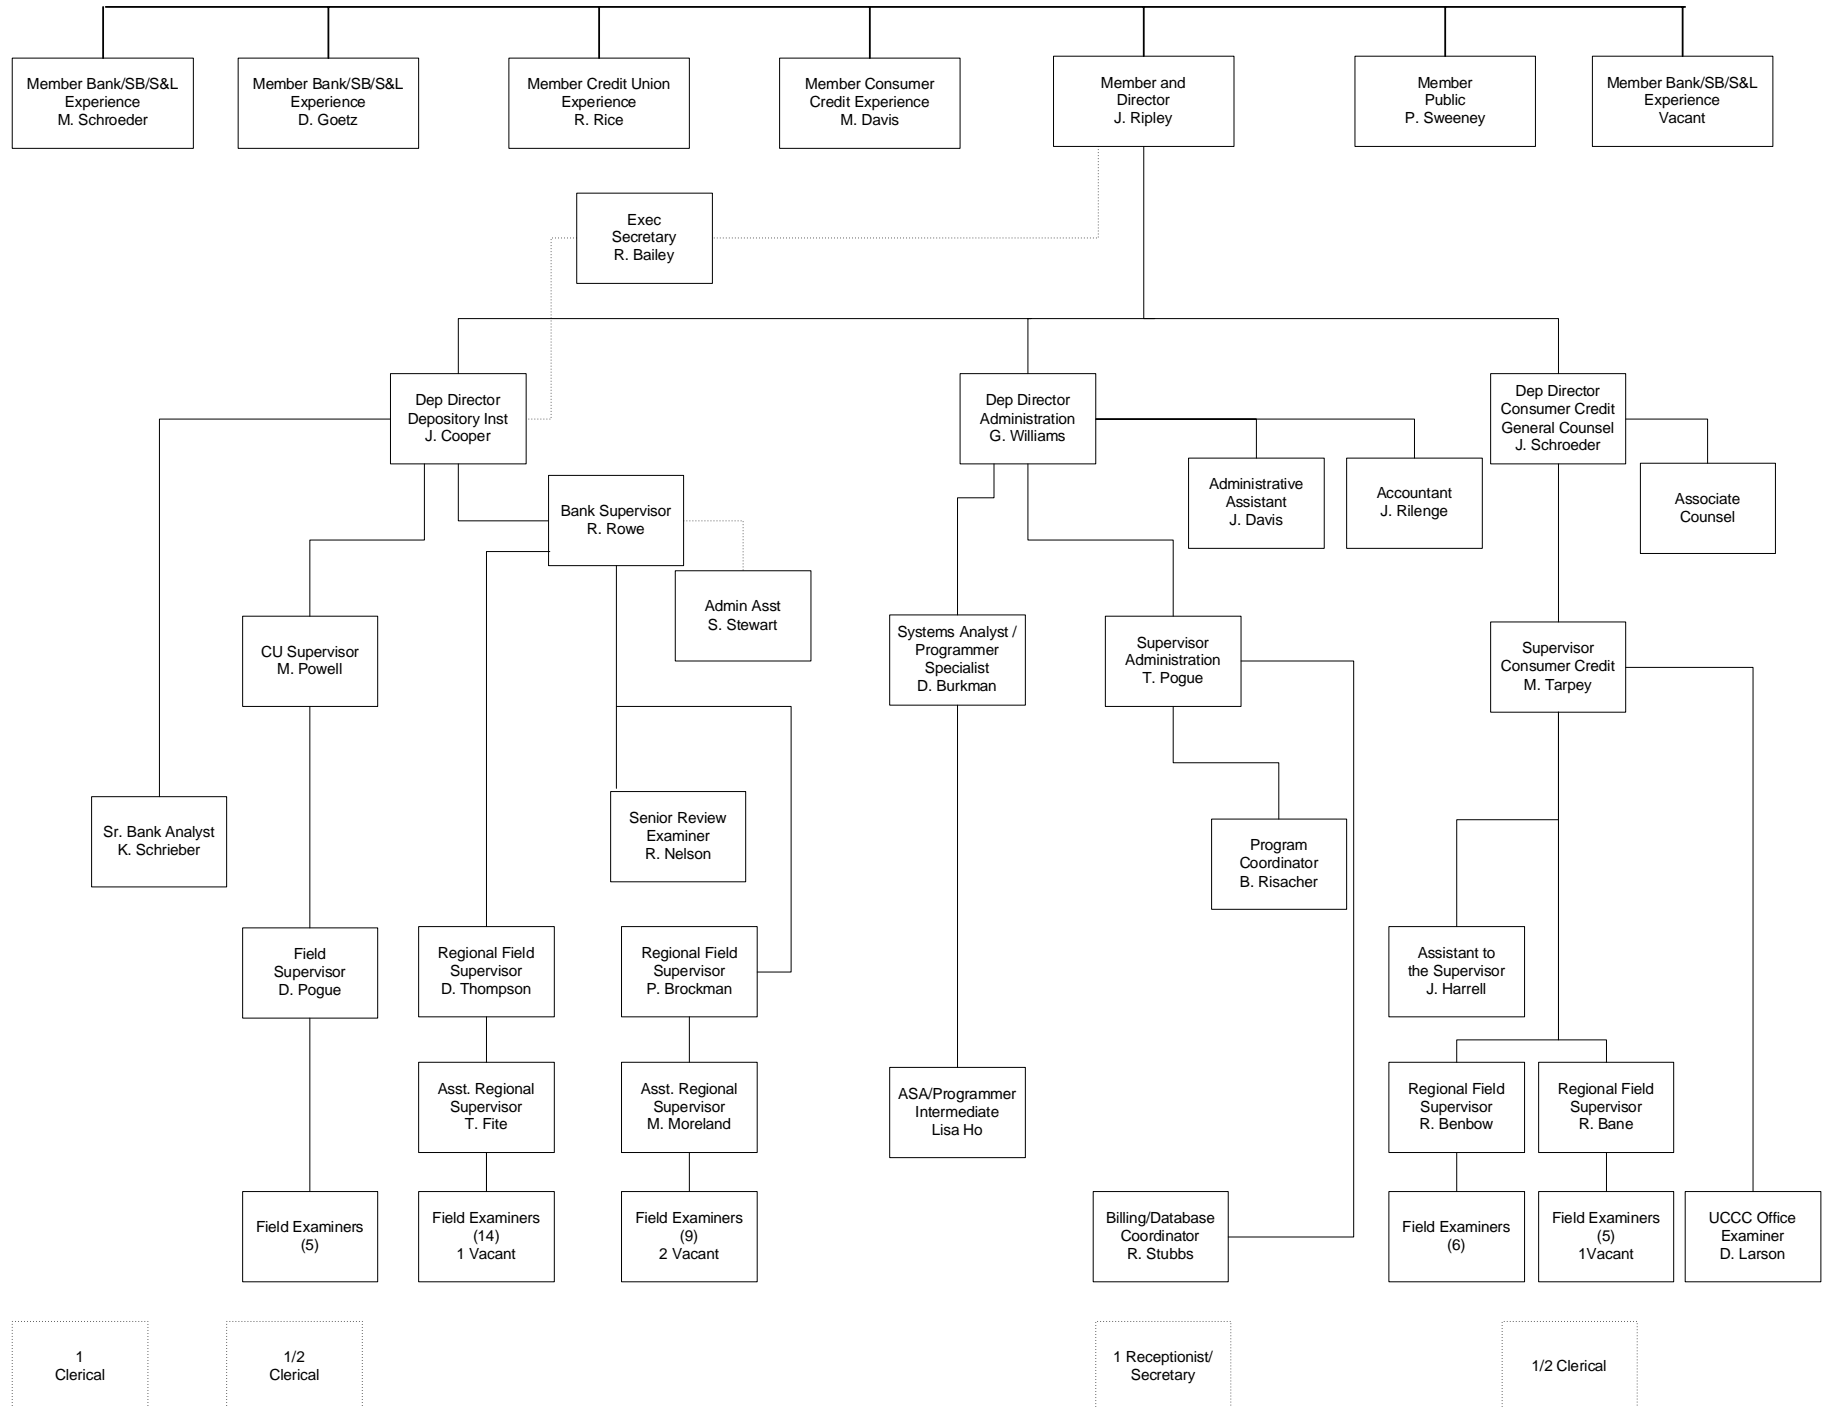 Member Bank/SB/S&L
Experience
M. Schroeder
Member Bank/SB/S&L
Experience
D. Goetz
Member Credit Union
Experience
R. Rice
Member Consumer
Credit Experience
M. Davis
Member and
Director
J. Ripley
Member
Public
P. Sweeney
Member Bank/SB/S&L
Experience
Vacant
Exec
Secretary
R. Bailey
Dep Director
Depository Inst
J. Cooper
Dep Director
Administration
G. Williams
Dep Director
Consumer Credit
General Counsel
J. Schroeder
Bank Supervisor
R. Rowe
Administrative
Assistant
J. Davis
Accountant
J. Rilenge
Associate
Counsel
Admin Asst
S. Stewart
CU Supervisor
M. Powell
Systems Analyst /
Programmer
Specialist
D. Burkman
Supervisor
Administration
T. Pogue
Supervisor
Consumer Credit
M. Tarpey
Sr. Bank Analyst
K. Schrieber
Senior Review
Examiner
R. Nelson
Program
Coordinator
B. Risacher
Field
Supervisor
D. Pogue
Regional Field
Supervisor
D. Thompson
Regional Field
Supervisor
P. Brockman
Assistant to
the Supervisor
J. Harrell
Asst. Regional
Supervisor
T. Fite
Asst. Regional
Supervisor
M. Moreland
ASA/Programmer
Intermediate
Lisa Ho
Regional Field
Supervisor
R. Benbow
Regional Field
Supervisor
R. Bane
Field Examiners
(5)
Field Examiners
(14)
1 Vacant
Field Examiners
(9)
2 Vacant
Billing/Database
Coordinator
R. Stubbs
Field Examiners
(6)
Field Examiners
(5)
1Vacant
UCCC Office
Examiner
D. Larson
1
Clerical
1/2
Clerical
1 Receptionist/
Secretary
1/2 Clerical